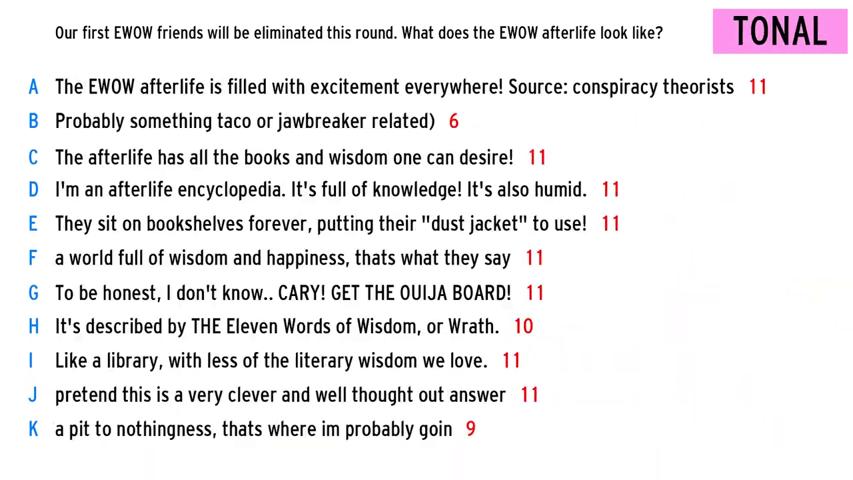 Our first EWOW friends will be eliminated this round. What does the EWOW afterlife look like?
TONAL
A The EWOW afterlife is filled with excitement everywhere! Source: conspiracy theorists 11
B Probably something taco or jawbreaker related) 6
C The afterlife has all the books and wisdom one can desire! 11
D I'm an afterlife encyclopedia. It's full of knowledge! It's also humid. 11
E They sit on bookshelves forever, putting their "dust jacket" to use! 11
F a world full of wisdom and happiness, thats what they say 11
G To be honest, I don't know.. CARY! GET THE OUIJA BOARD! 11
H It's described by THE Eleven Words of Wisdom, or Wrath. 10
I Like a library, with less of the literary wisdom we love. 11
J pretend this is a very clever and well thought out answer 11
K a pit to nothingness, thats where im probably goin 9